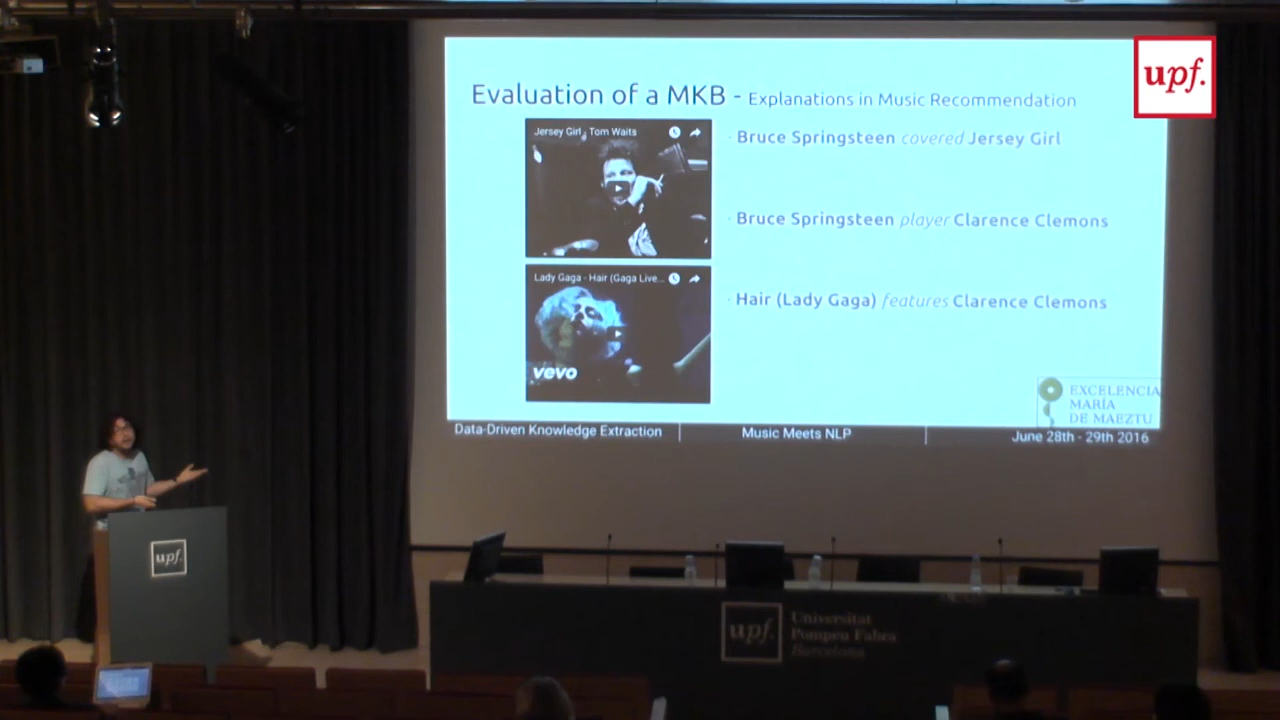 upf.
Evaluation of a MKB - Explanations in Music Recommendation
Jersey Girl - Tom Waits
· Bruce Springsteen covered Jersey Girl
· Bruce Springsteen player Clarence Clemons
Lady Gaga - Hair (Gaga Live...
· Hair (Lady Gaga) features Clarence Clemons
vevo
EXCELENCIA
MARÍA
DE MAEZTU
Data-Driven Knowledge Extraction | Music Meets NLP | June 28th - 29th 2016
upf.
upf.
Universitat
Pompeu Fabra
Barcelona